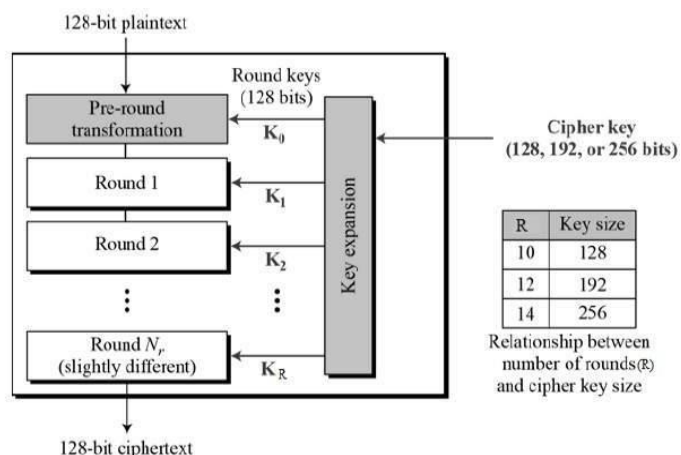 128-bit plaintext
Round keys
(128 bits)
Pre-round
transformation
K₀
Cipher key
(128, 192, or 256 bits)
Round 1
K₁
Round 2
K₂
Key expansion
Round Nᵣ
(slightly different)
K_R
128-bit ciphertext
R Key size
10 128
12 192
14 256
Relationship between
number of rounds(R)
and cipher key size